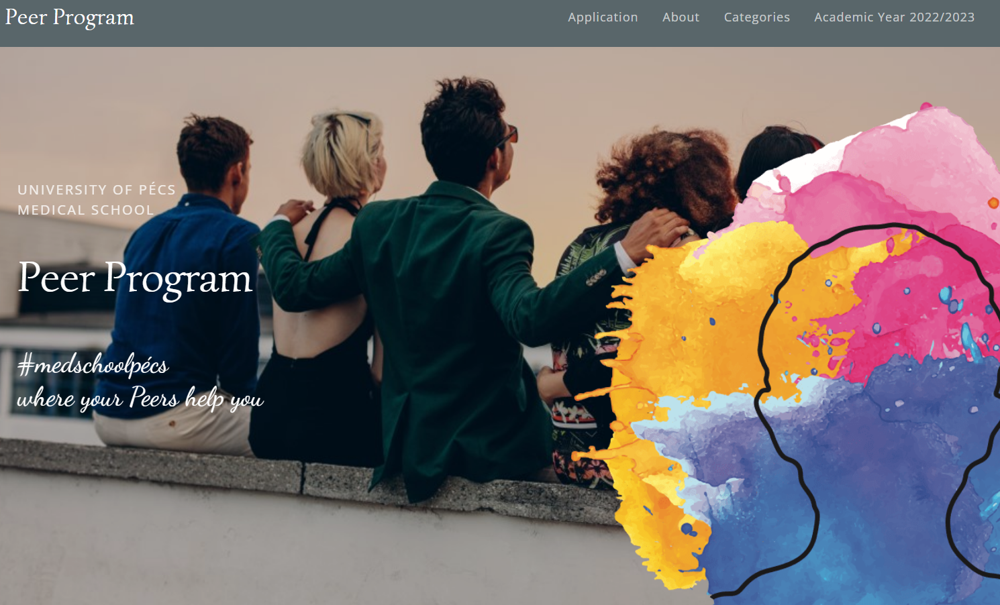 Peer Program
Application About Categories Academic Year 2022/2023
UNIVERSITY OF PÉCS
MEDICAL SCHOOL
Peer Program
#medschoolpécs
where your Peers help you